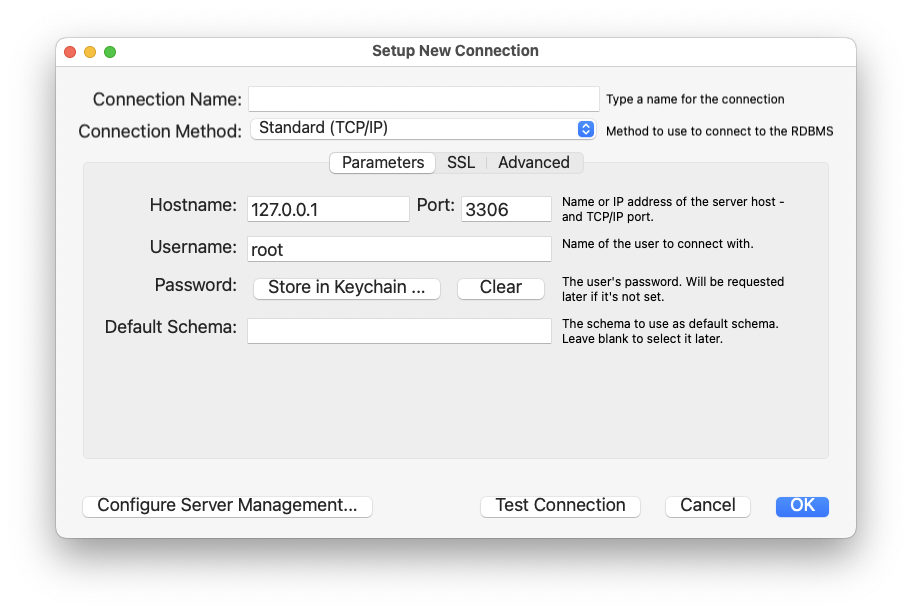 Setup New Connection
Connection Name: Type a name for the connection
Connection Method: Standard (TCP/IP) Method to use to connect to the RDBMS
Parameters SSL Advanced
Hostname: 127.0.0.1 Port: 3306 Name or IP address of the server host -
and TCP/IP port.
Username: root Name of the user to connect with.
Password: Store in Keychain ... Clear The user's password. Will be requested
later if it's not set.
Default Schema: The schema to use as default schema.
Leave blank to select it later.
Configure Server Management... Test Connection Cancel OK